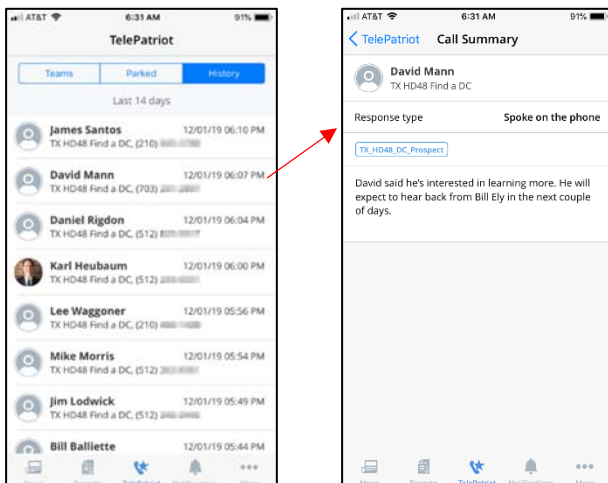 AT&T 6:31 AM 91%
TelePatriot
Teams Parked History
Last 14 days
James Santos 12/01/19 06:10 PM
TX HD48 Find a DC, (210)
David Mann 12/01/19 06:07 PM
TX HD48 Find a DC, (703)
Daniel Rigdon 12/01/19 06:04 PM
TX HD48 Find a DC, (512)
Karl Heubaum 12/01/19 06:00 PM
TX HD48 Find a DC, (512)
Lee Waggoner 12/01/19 05:56 PM
TX HD48 Find a DC, (210)
Mike Morris 12/01/19 05:54 PM
TX HD48 Find a DC, (512)
Jim Lodwick 12/01/19 05:49 PM
TX HD48 Find a DC, (512)
Bill Balliette 12/01/19 05:44 PM
AT&T 6:31 AM 91%
TelePatriot Call Summary
David Mann
TX HD48 Find a DC
Response type Spoke on the phone
TX_HD48_DC_Prospect
David said he's interested in learning more. He will
expect to hear back from Bill Ely in the next couple
of days.